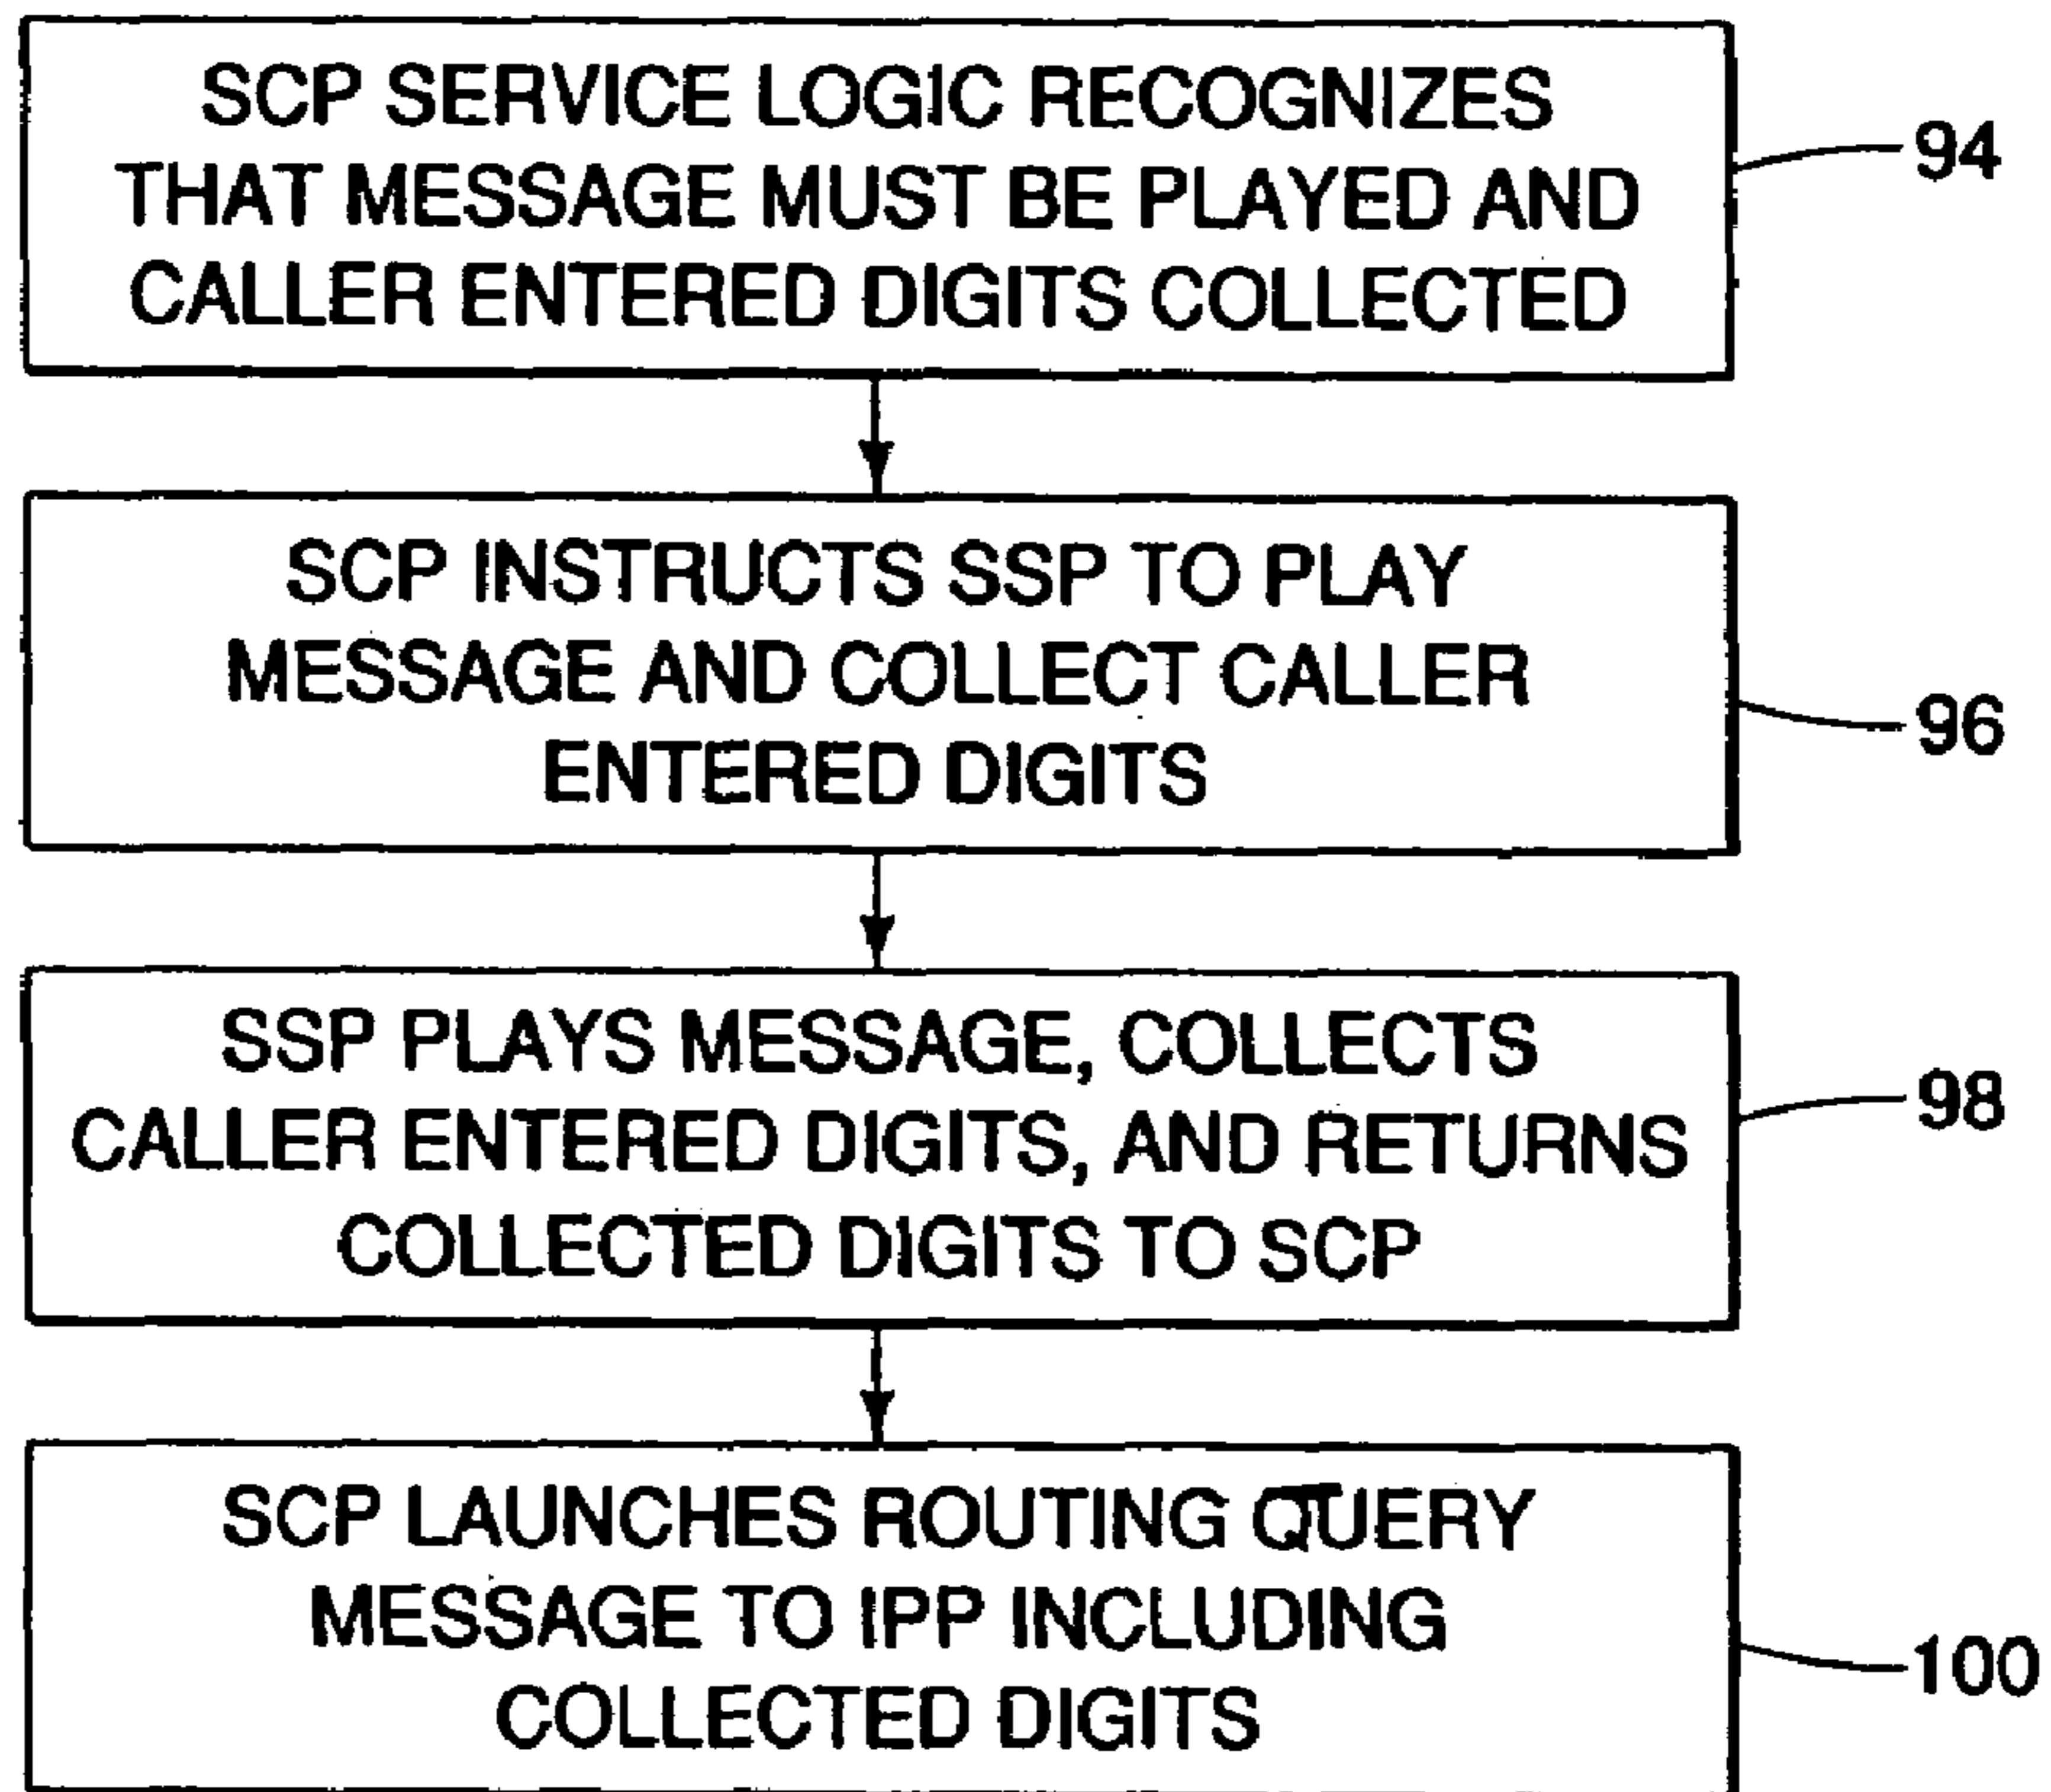 SCP SERVICE LOGIC RECOGNIZES
THAT MESSAGE MUST BE PLAYED AND
CALLER ENTERED DIGITS COLLECTED
94
SCP INSTRUCTS SSP TO PLAY
MESSAGE AND COLLECT CALLER
ENTERED DIGITS
96
SSP PLAYS MESSAGE, COLLECTS
CALLER ENTERED DIGITS, AND RETURNS
COLLECTED DIGITS TO SCP
98
SCP LAUNCHES ROUTING QUERY
MESSAGE TO IPP INCLUDING
COLLECTED DIGITS
100